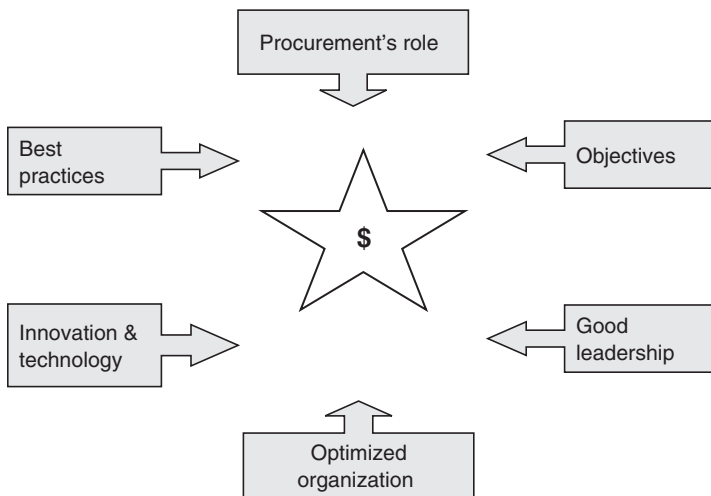 Procurement’s role
Best
practices
Objectives
$
Innovation &
technology
Good
leadership
Optimized
organization